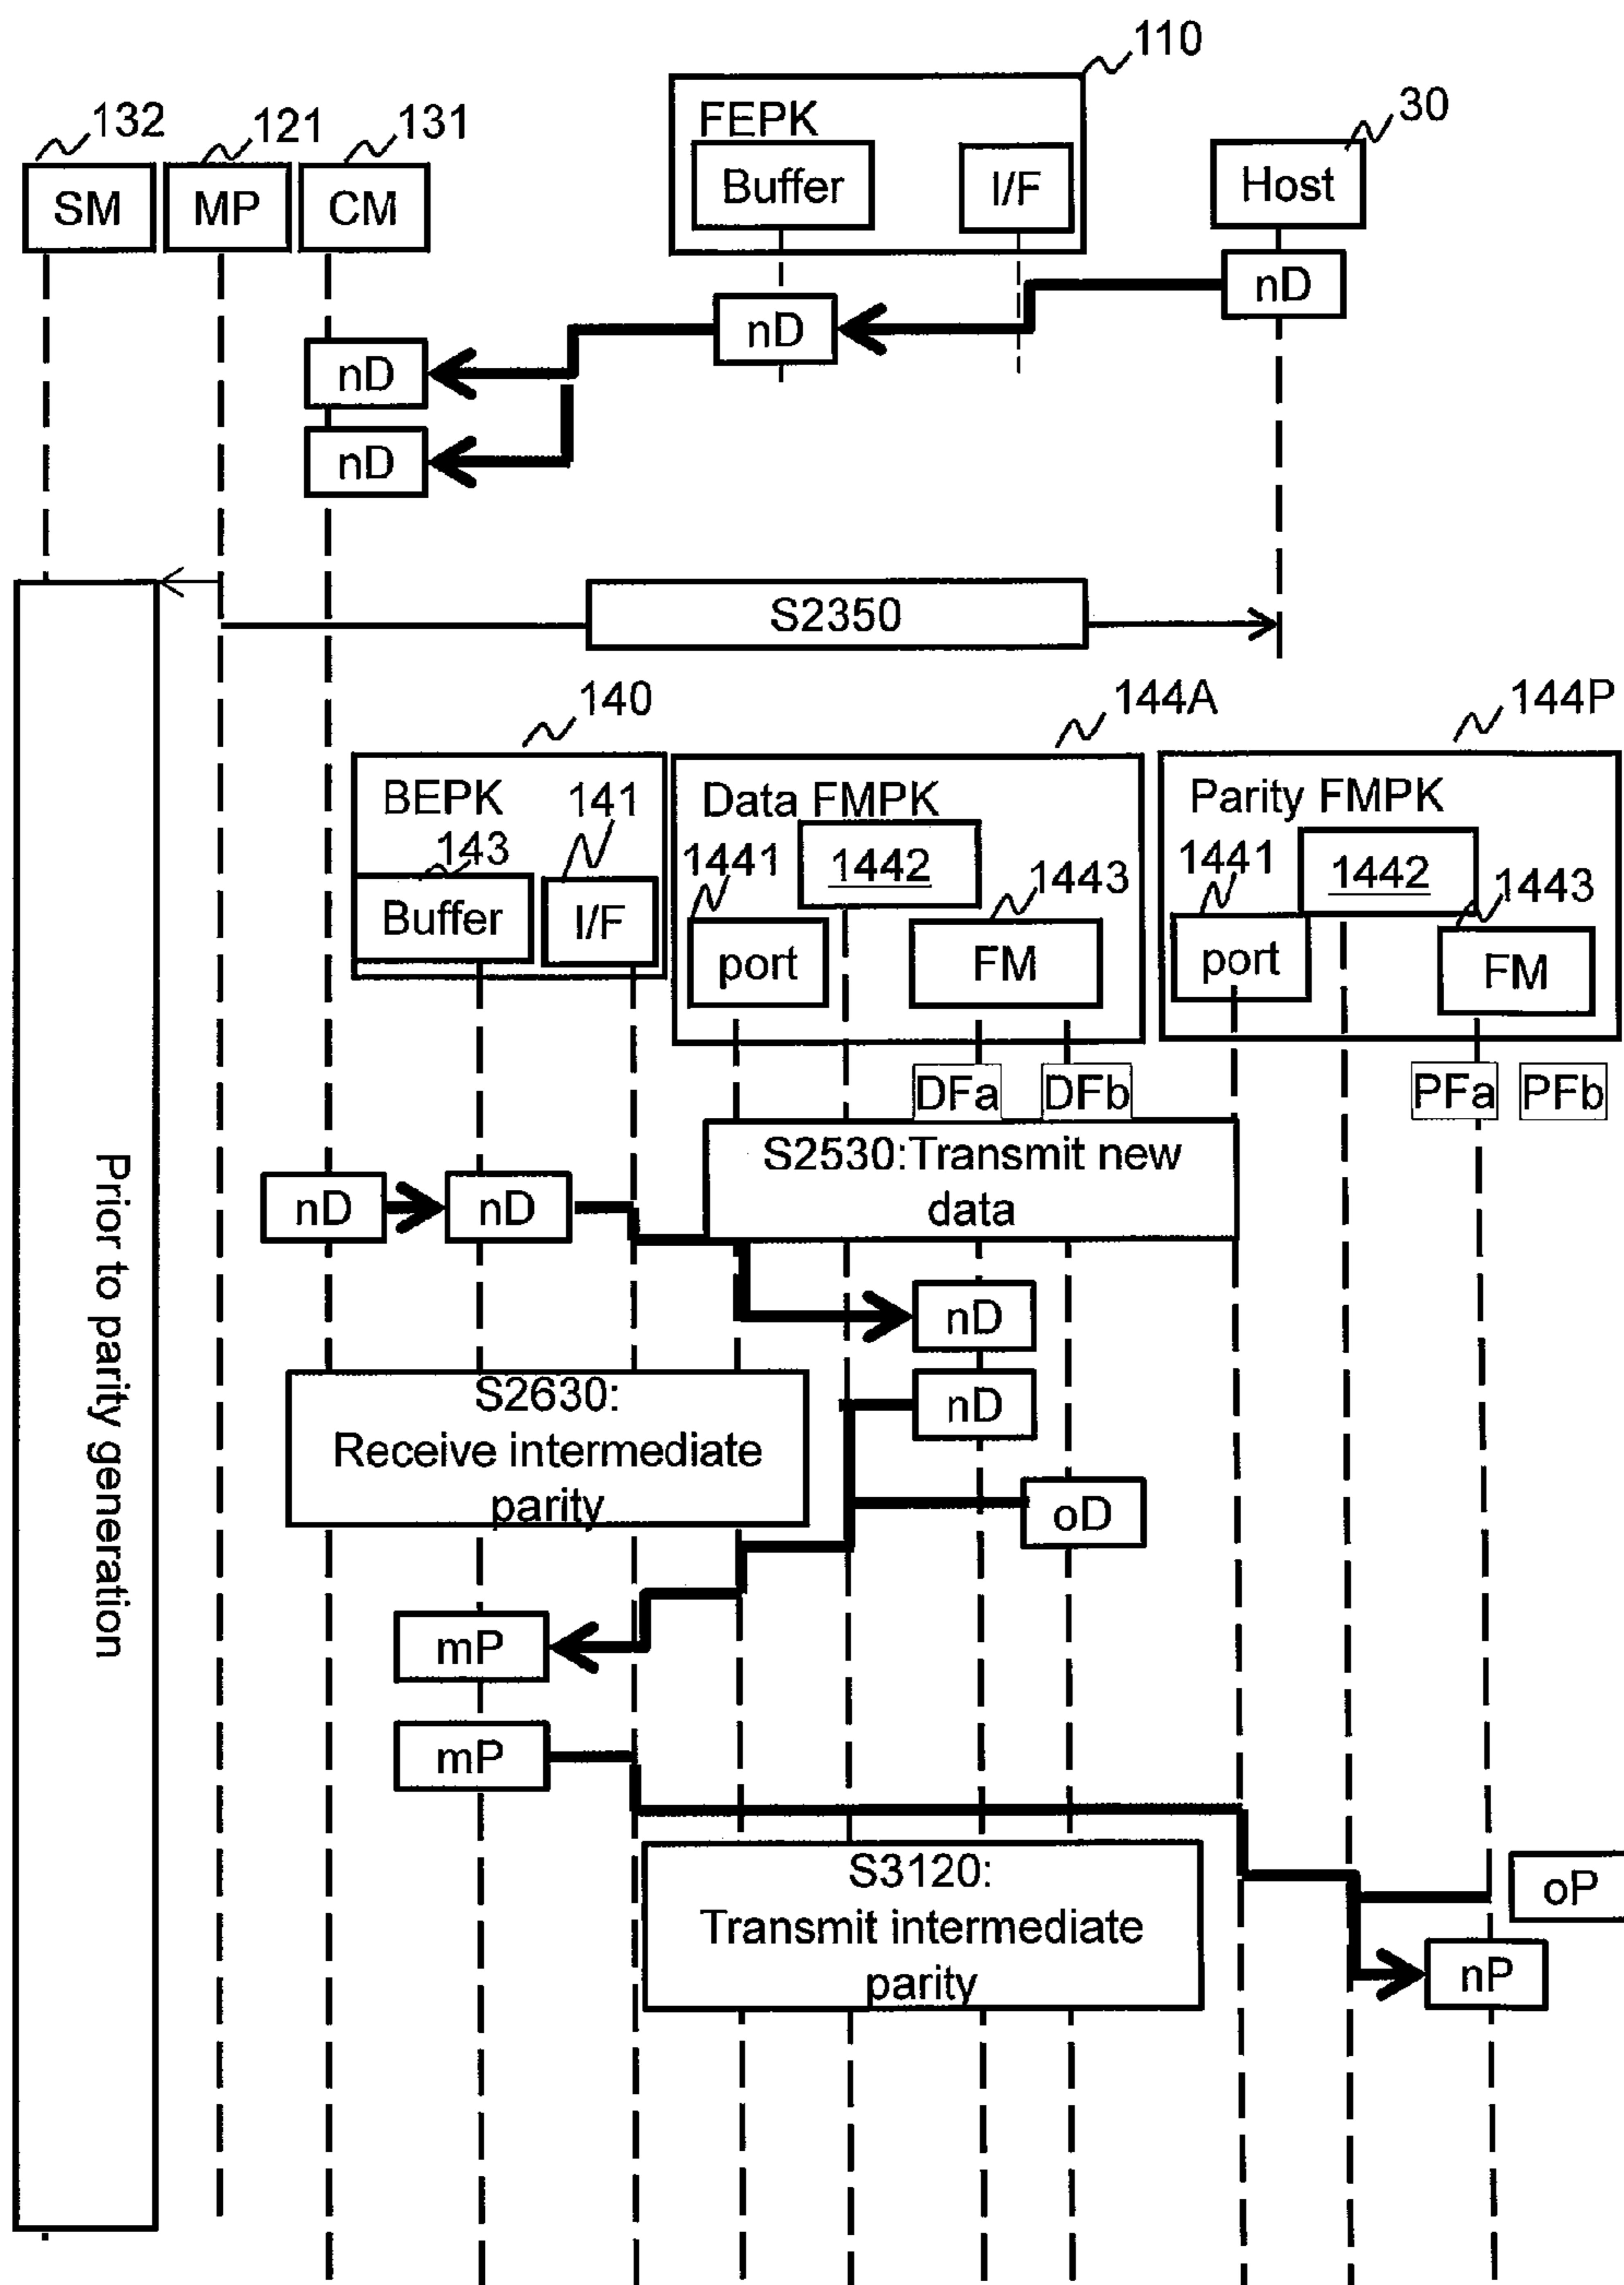 110
132
121
131
30
FEPK
SM
MP
CM
Buffer
I/F
Host
nD
nD
nD
nD
S2350
140
144A
144P
BEPK
141
Data FMPK
Parity FMPK
143
1441
1442
1443
1441
1442
1443
Buffer
I/F
port
FM
port
FM
DFa
DFb
PFa
PFb
S2530:Transmit new
data
nD
nD
nD
Prior to parity generation
S2630:
Receive intermediate
parity
nD
oD
mP
mP
S3120:
Transmit intermediate
parity
oP
nP